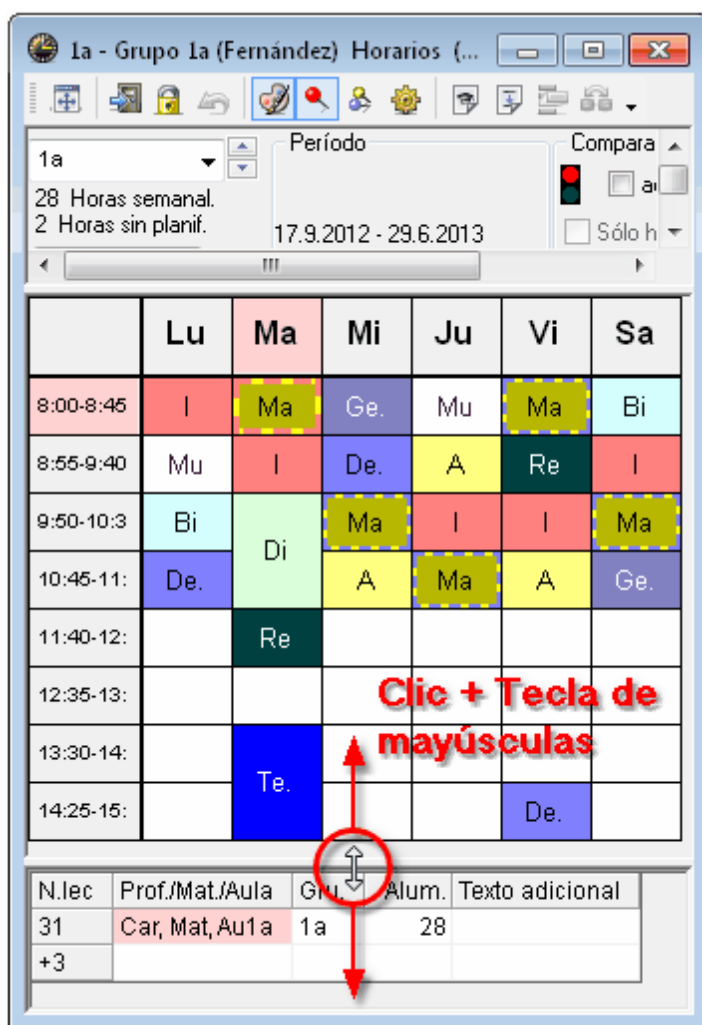 1a - Grupo 1a (Fernández) Horarios (...
1a
Período
Compara
28 Horas semanal.
2 Horas sin planif.
17.9.2012 - 29.6.2013
Sólo h
Lu Ma Mi Ju Vi Sa
8:00-8:45 I Ma Ge. Mu Ma Bi
8:55-9:40 Mu I De. A Re I
9:50-10:3 Bi Di Ma I I Ma
10:45-11: De. A Ma A Ge.
11:40-12: Re
12:35-13:
13:30-14: Te.
14:25-15: De.
Clic + Tecla de
mayúsculas
N.lec Prof./Mat./Aula Gru. Alum. Texto adicional
31 Car, Mat, Au1a 1a 28
+3